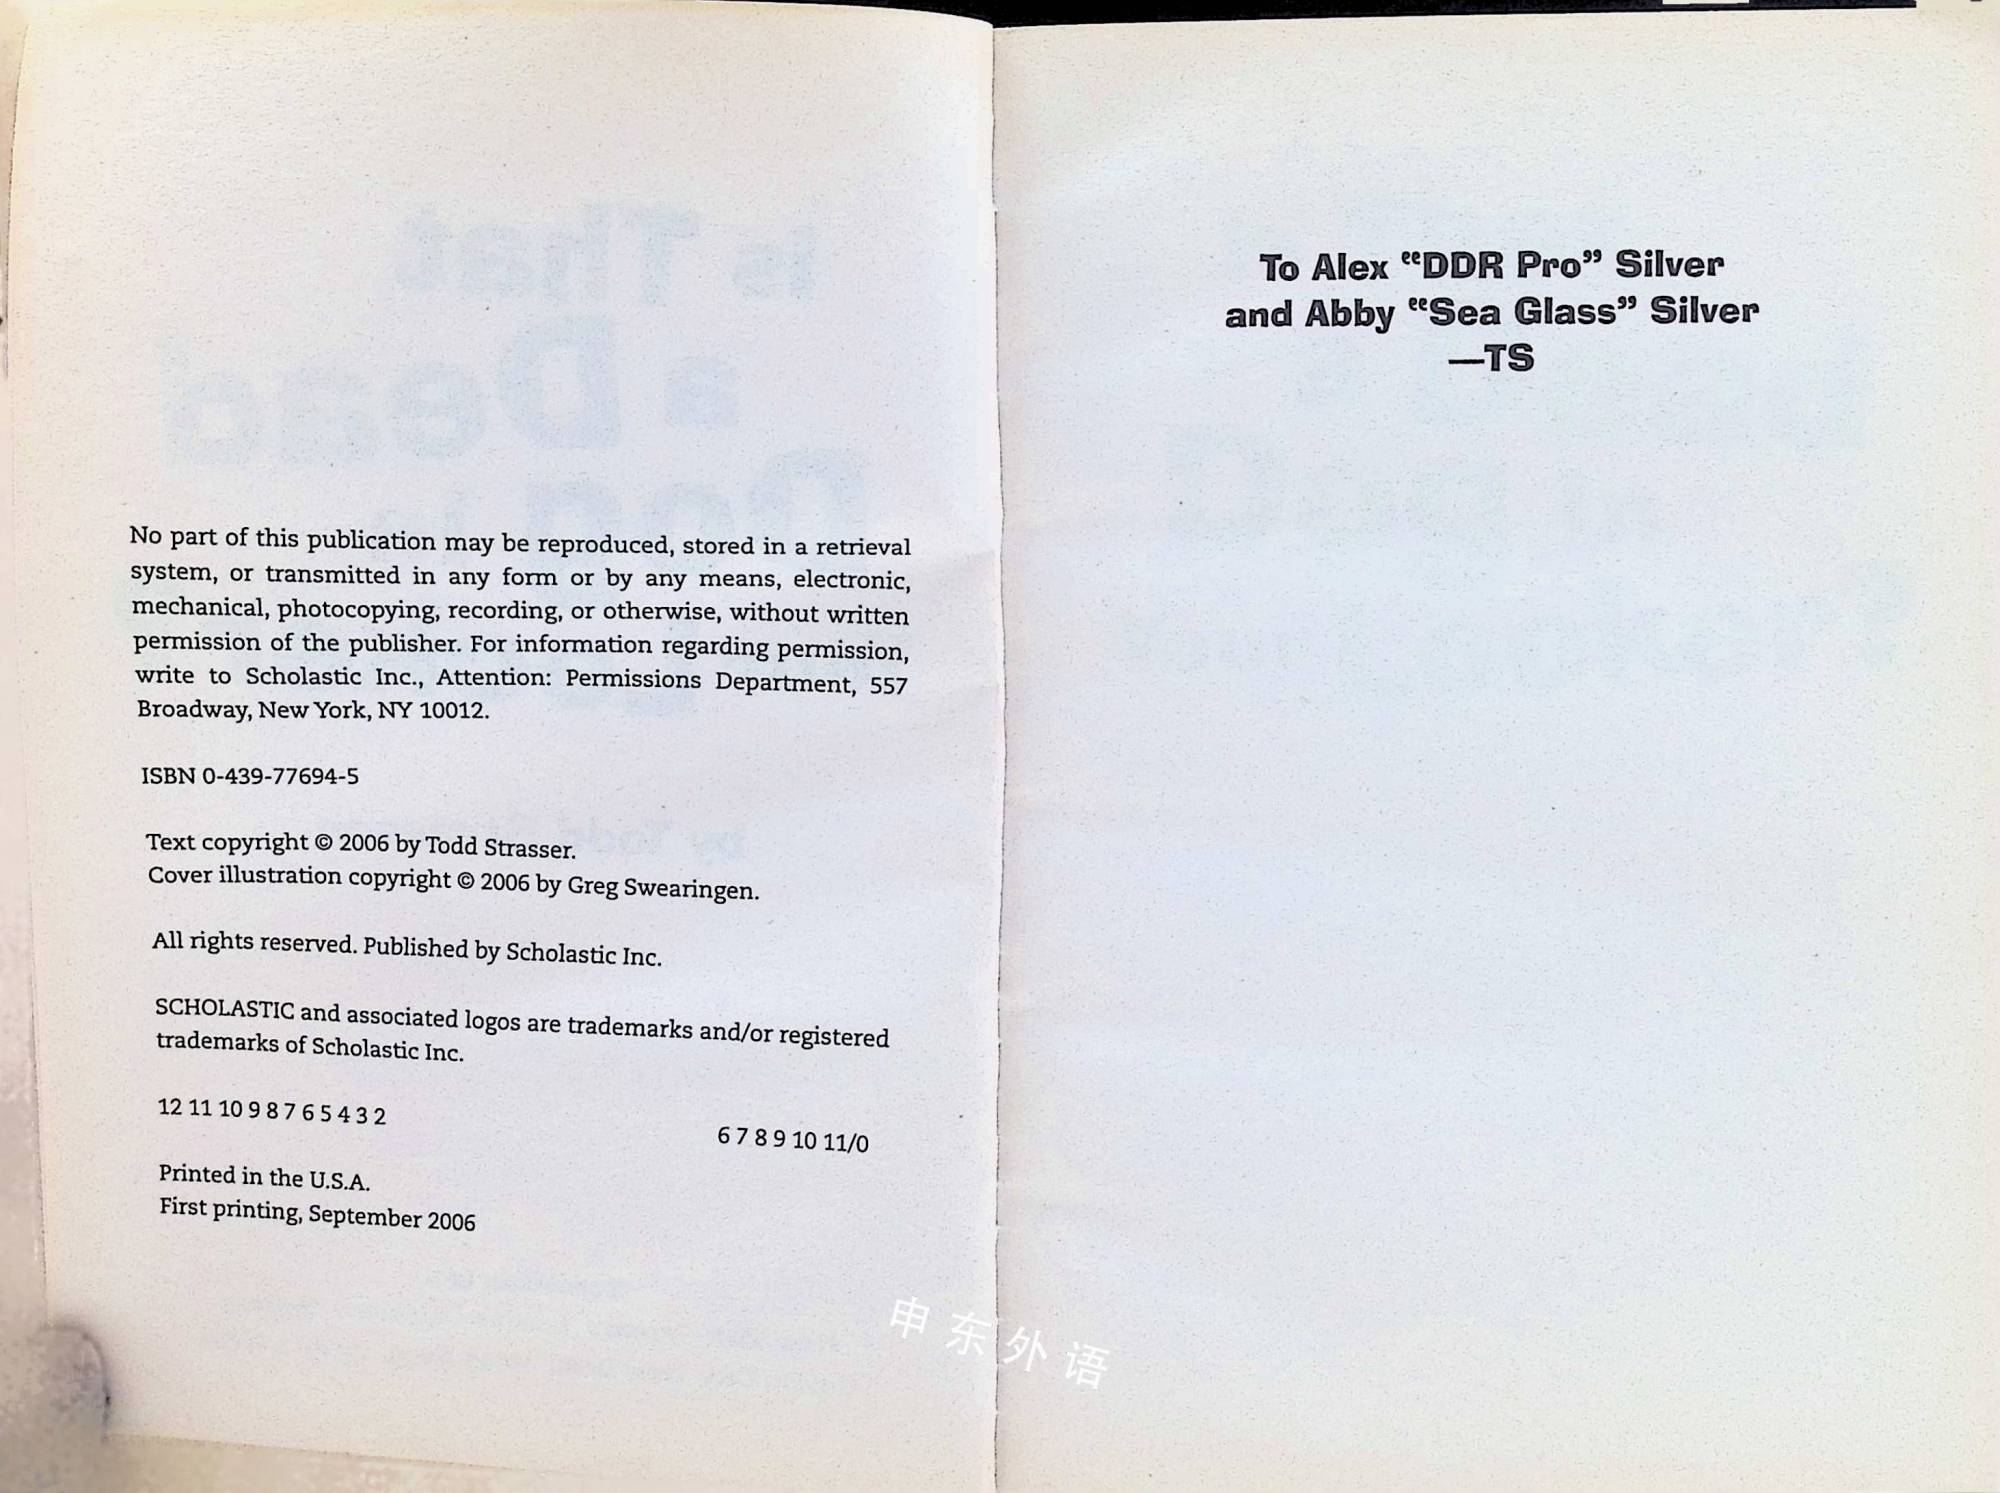 No part of this publication may be reproduced, stored in a retrieval
system, or transmitted in any form or by any means, electronic,
mechanical, photocopying, recording, or otherwise, without written
permission of the publisher. For information regarding permission,
write to Scholastic Inc., Attention: Permissions Department, 557
Broadway, New York, NY 10012.
ISBN 0-439-77694-5
Text copyright © 2006 by Todd Strasser.
Cover illustration copyright © 2006 by Greg Swearingen.
All rights reserved. Published by Scholastic Inc.
SCHOLASTIC and associated logos are trademarks and/or registered
trademarks of Scholastic Inc.
12 11 10 9 8 7 6 5 4 3 2
6 7 8 9 10 11/0
Printed in the U.S.A.
First printing, September 2006
To Alex “DDR Pro” Silver
and Abby “Sea Glass” Silver
—TS
申东外语